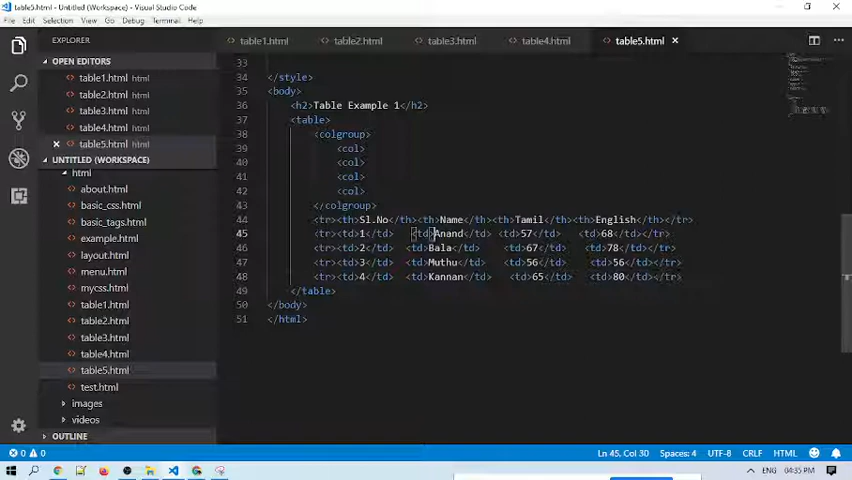 table5.html - Untitled (Workspace) - Visual Studio Code
File Edit Selection View Go Debug Terminal Help
EXPLORER
table1.html table2.html table3.html table4.html table5.html
OPEN EDITORS
table1.html html
table2.html html
table3.html html
table4.html html
table5.html html
UNTITLED (WORKSPACE)
html
about.html
basic_css.html
basic_tags.html
example.html
layout.html
menu.html
mycss.html
table1.html
table2.html
table3.html
table4.html
table5.html
test.html
images
videos
OUTLINE
33
34 </style>
35 <body>
36 <h2>Table Example 1</h2>
37 <table>
38 <colgroup>
39 <col>
40 <col>
41 <col>
42 <col>
43 </colgroup>
44 <tr><th>Sl.No</th><th>Name</th><th>Tamil</th><th>English</th></tr>
45 <tr><td>1</td> <td>Anand</td> <td>57</td> <td>68</td></tr>
46 <tr><td>2</td> <td>Bala</td> <td>67</td> <td>78</td></tr>
47 <tr><td>3</td> <td>Muthu</td> <td>56</td> <td>56</td></tr>
48 <tr><td>4</td> <td>Kannan</td> <td>65</td> <td>80</td></tr>
49 </table>
50 </body>
51 </html>
0 0 Ln 45, Col 30 Spaces: 4 UTF-8 CRLF HTML
ENG 04:35 PM